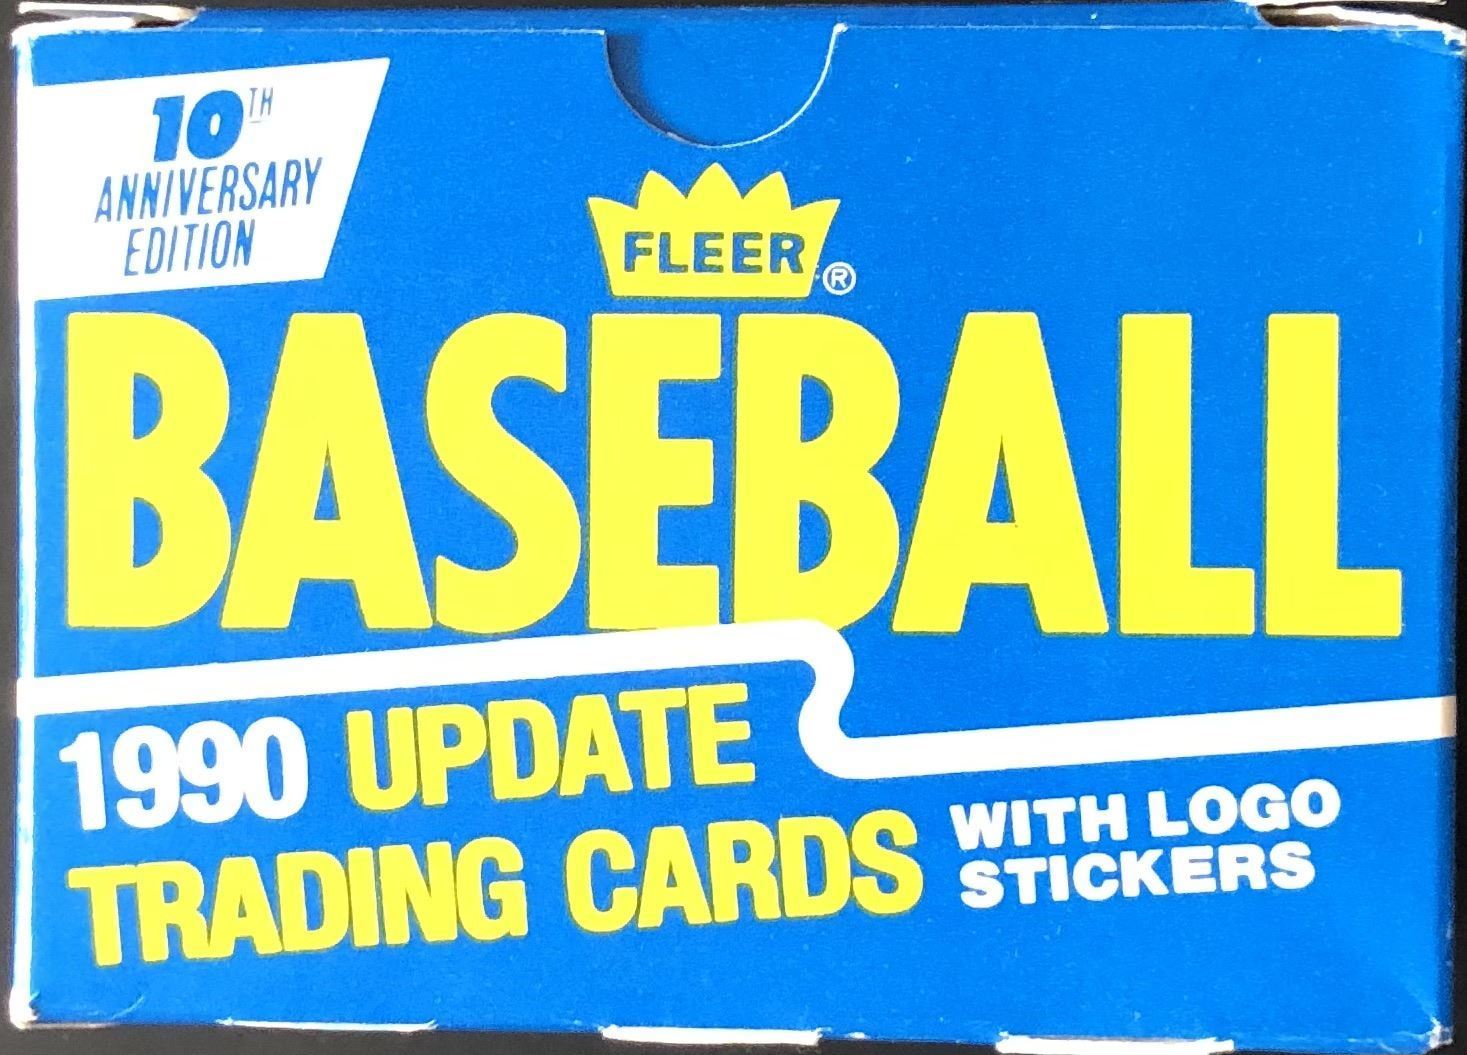 10TH
ANNIVERSARY
EDITION
FLEER®
BASEBALL
1990 UPDATE
TRADING CARDS
WITH LOGO
STICKERS